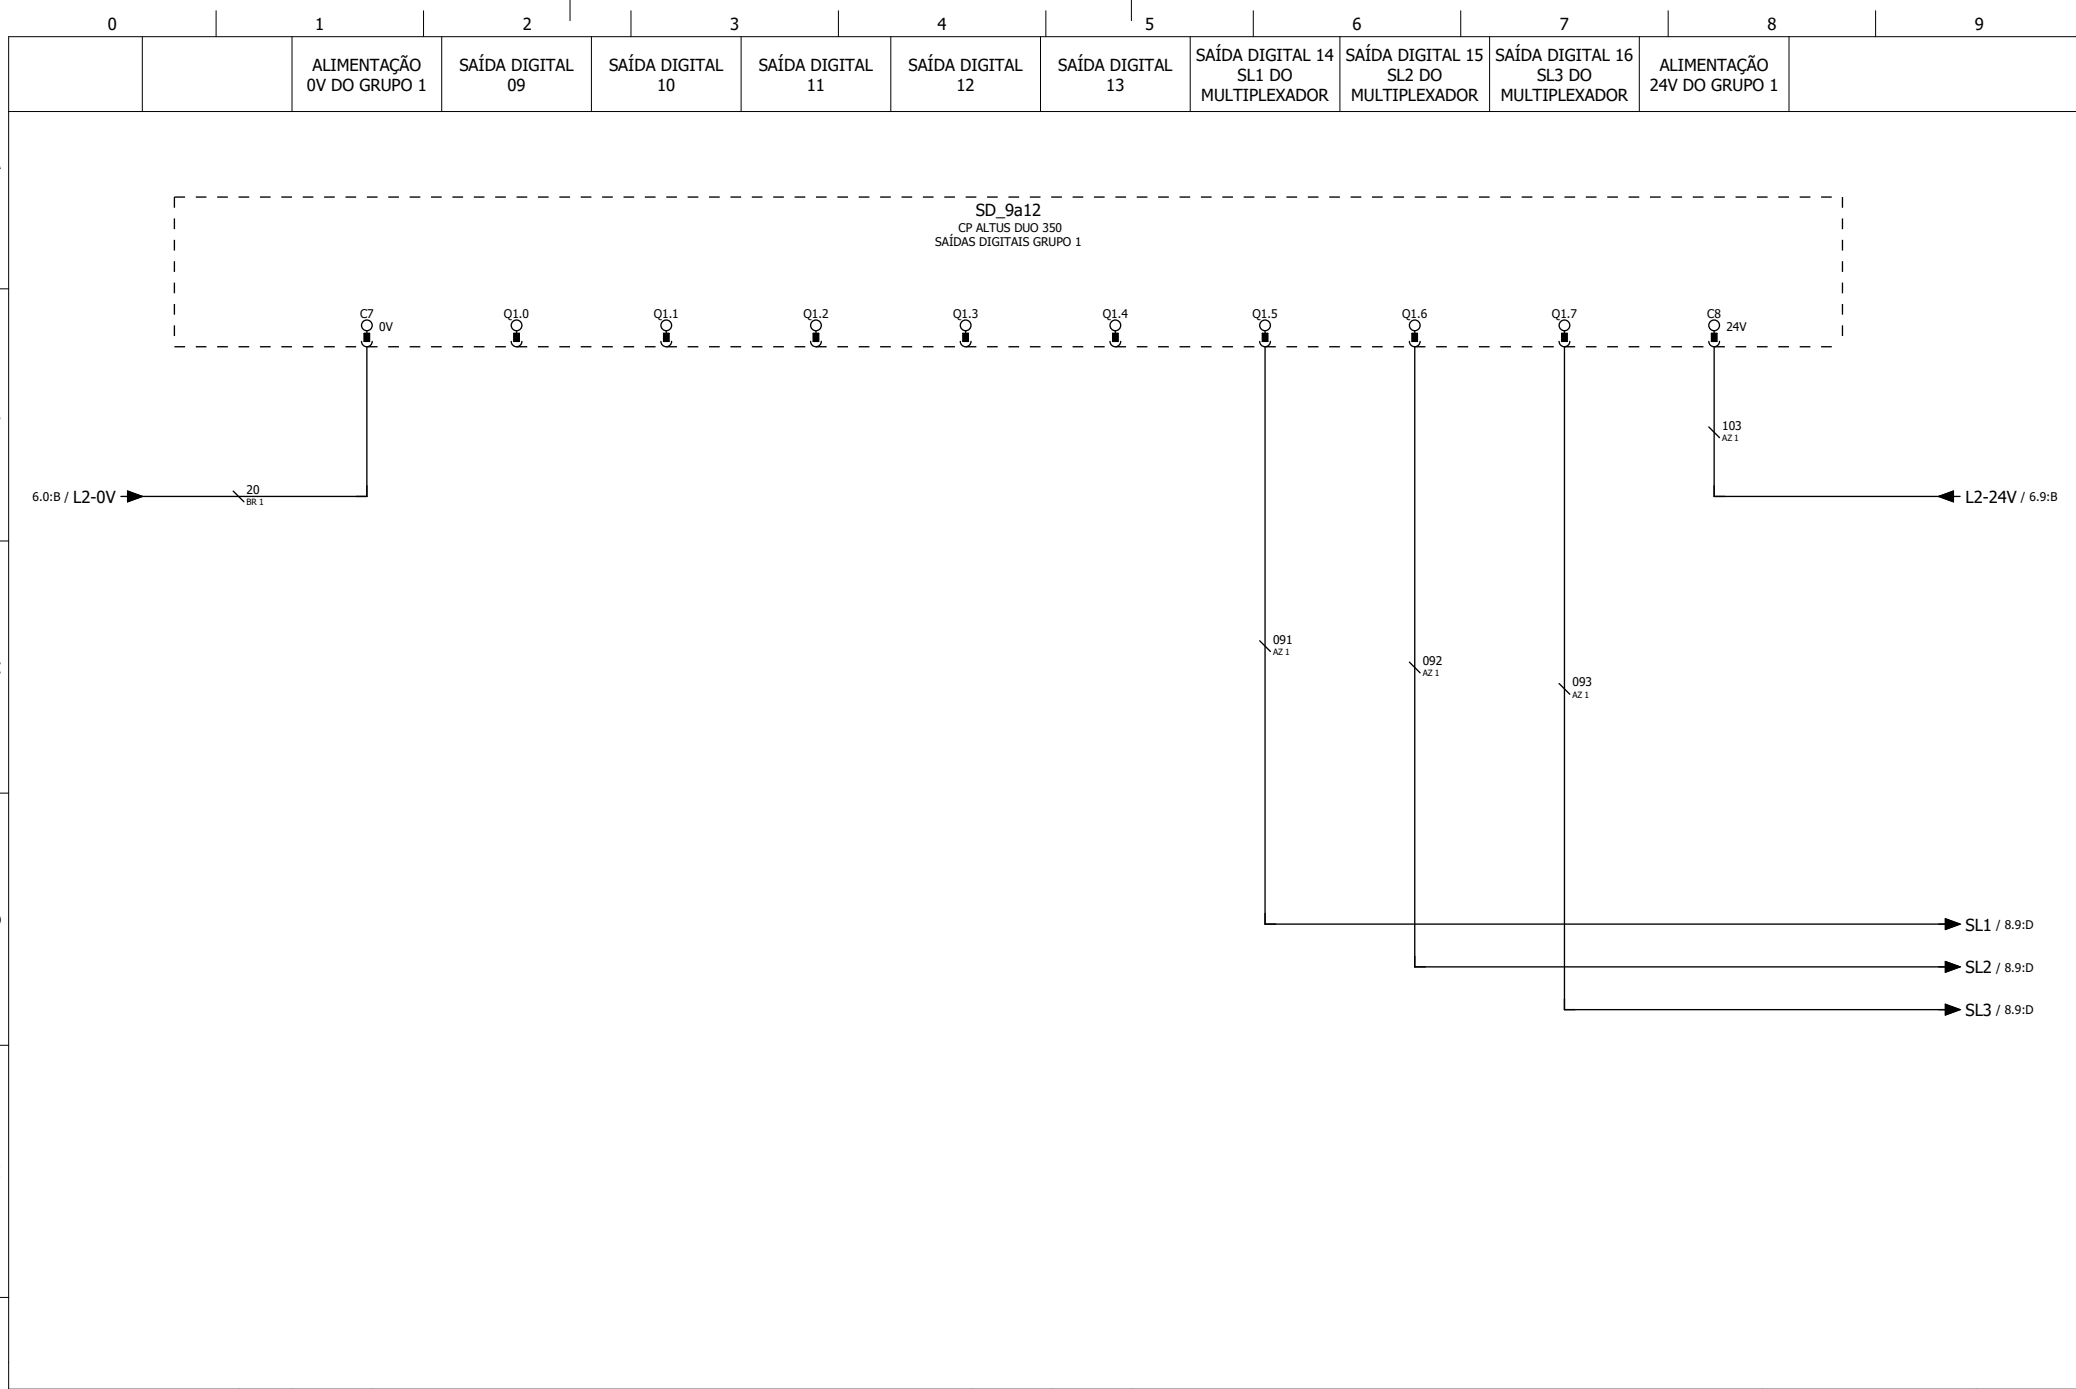 0 1 2 3 4 5 6 7 8 9
ALIMENTAÇÃO
0V DO GRUPO 1
SAÍDA DIGITAL
09
SAÍDA DIGITAL
10
SAÍDA DIGITAL
11
SAÍDA DIGITAL
12
SAÍDA DIGITAL
13
SAÍDA DIGITAL 14
SL1 DO
MULTIPLEXADOR
SAÍDA DIGITAL 15
SL2 DO
MULTIPLEXADOR
SAÍDA DIGITAL 16
SL3 DO
MULTIPLEXADOR
ALIMENTAÇÃO
24V DO GRUPO 1
SD_9a12
CP ALTUS DUO 350
SAÍDAS DIGITAIS GRUPO 1
C7
0V
Q1.0
Q1.1
Q1.2
Q1.3
Q1.4
Q1.5
Q1.6
Q1.7
C8
24V
103
AZ 1
6.0:B / L2-0V
20
BR 1
L2-24V / 6.9:B
091
AZ 1
092
AZ 1
093
AZ 1
SL1 / 8.9:D
SL2 / 8.9:D
SL3 / 8.9:D